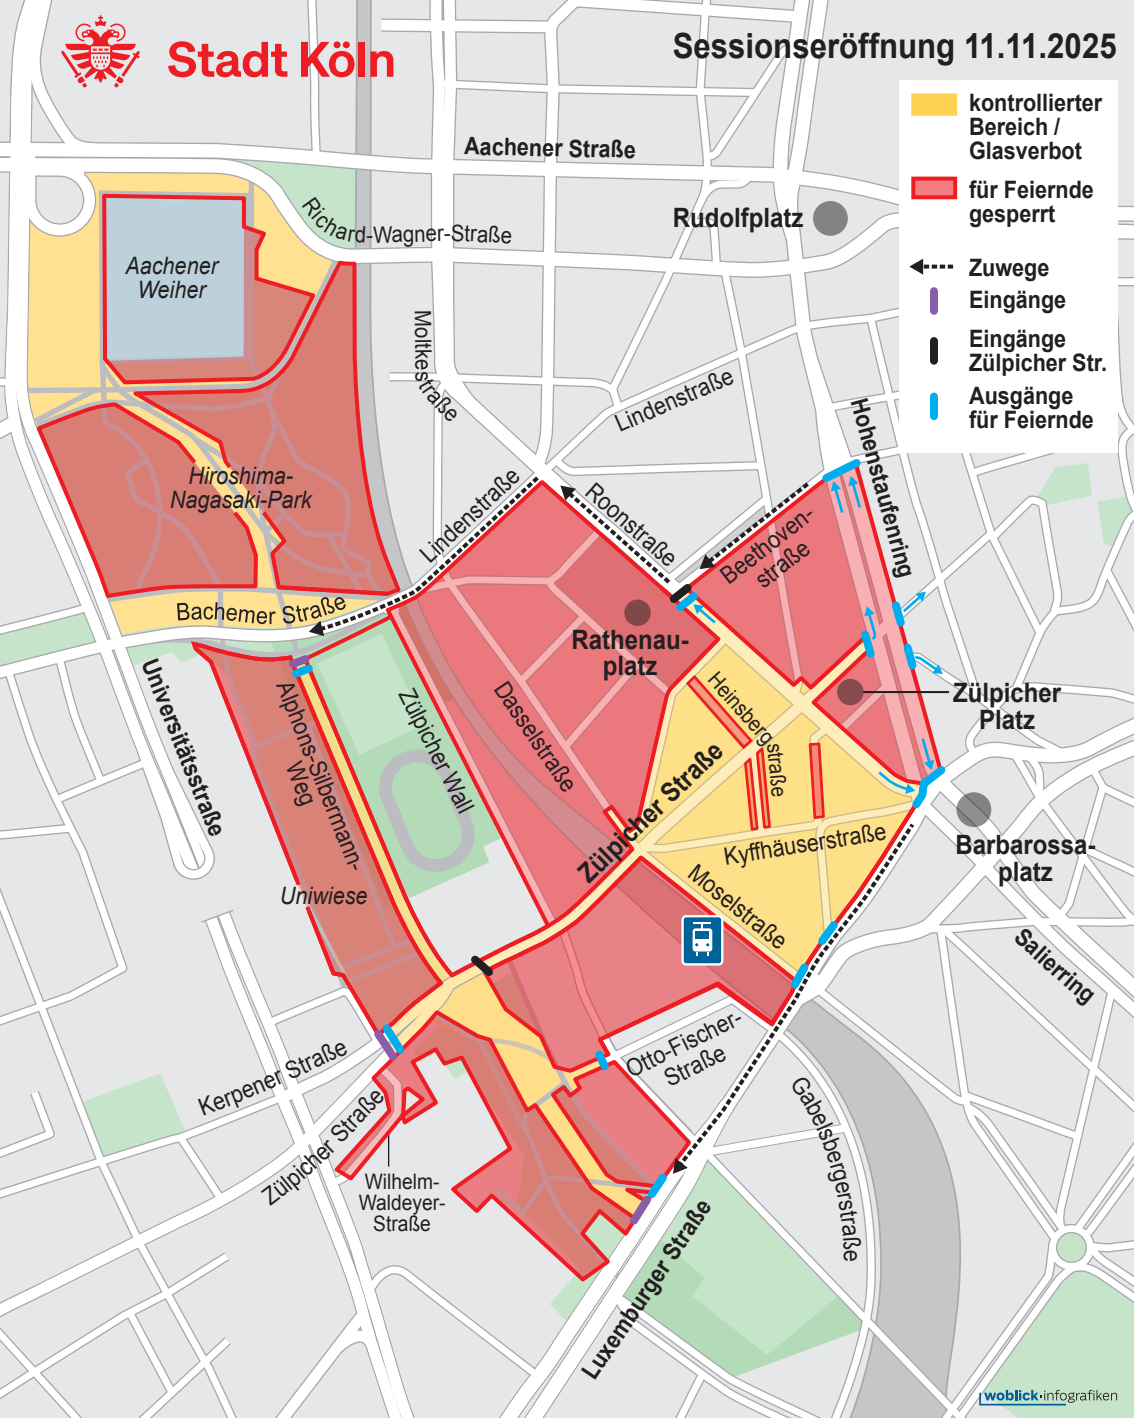 Stadt Köln
Sessionseröffnung 11.11.2025
kontrollierter
Bereich /
Glasverbot
für Feiernde
gesperrt
Zuwege
Eingänge
Eingänge
Zülpicher Str.
Ausgänge
für Feiernde
Aachener Straße
Richard-Wagner-Straße
Rudolfplatz
Aachener
Weiher
Moltkestraße
Lindenstraße
Hohenstaufenring
Hiroshima-
Nagasaki-Park
Lindenstraße
Roonstraße
Beethoven-
straße
Bachemer Straße
Rathenau-
platz
Universitätsstraße
Alphons-Silbermann-
Weg
Zülpicher Wall
Dasselstraße
Heinsbergstraße
Zülpicher
Platz
Zülpicher Straße
Kyffhäuserstraße
Barbarossa-
platz
Uniwiese
Moselstraße
Salierring
Kerpener Straße
Otto-Fischer-
Straße
Zülpicher Straße
Gabelsbergerstraße
Wilhelm-
Waldeyer-
Straße
Luxemburger Straße
woblick·infografiken